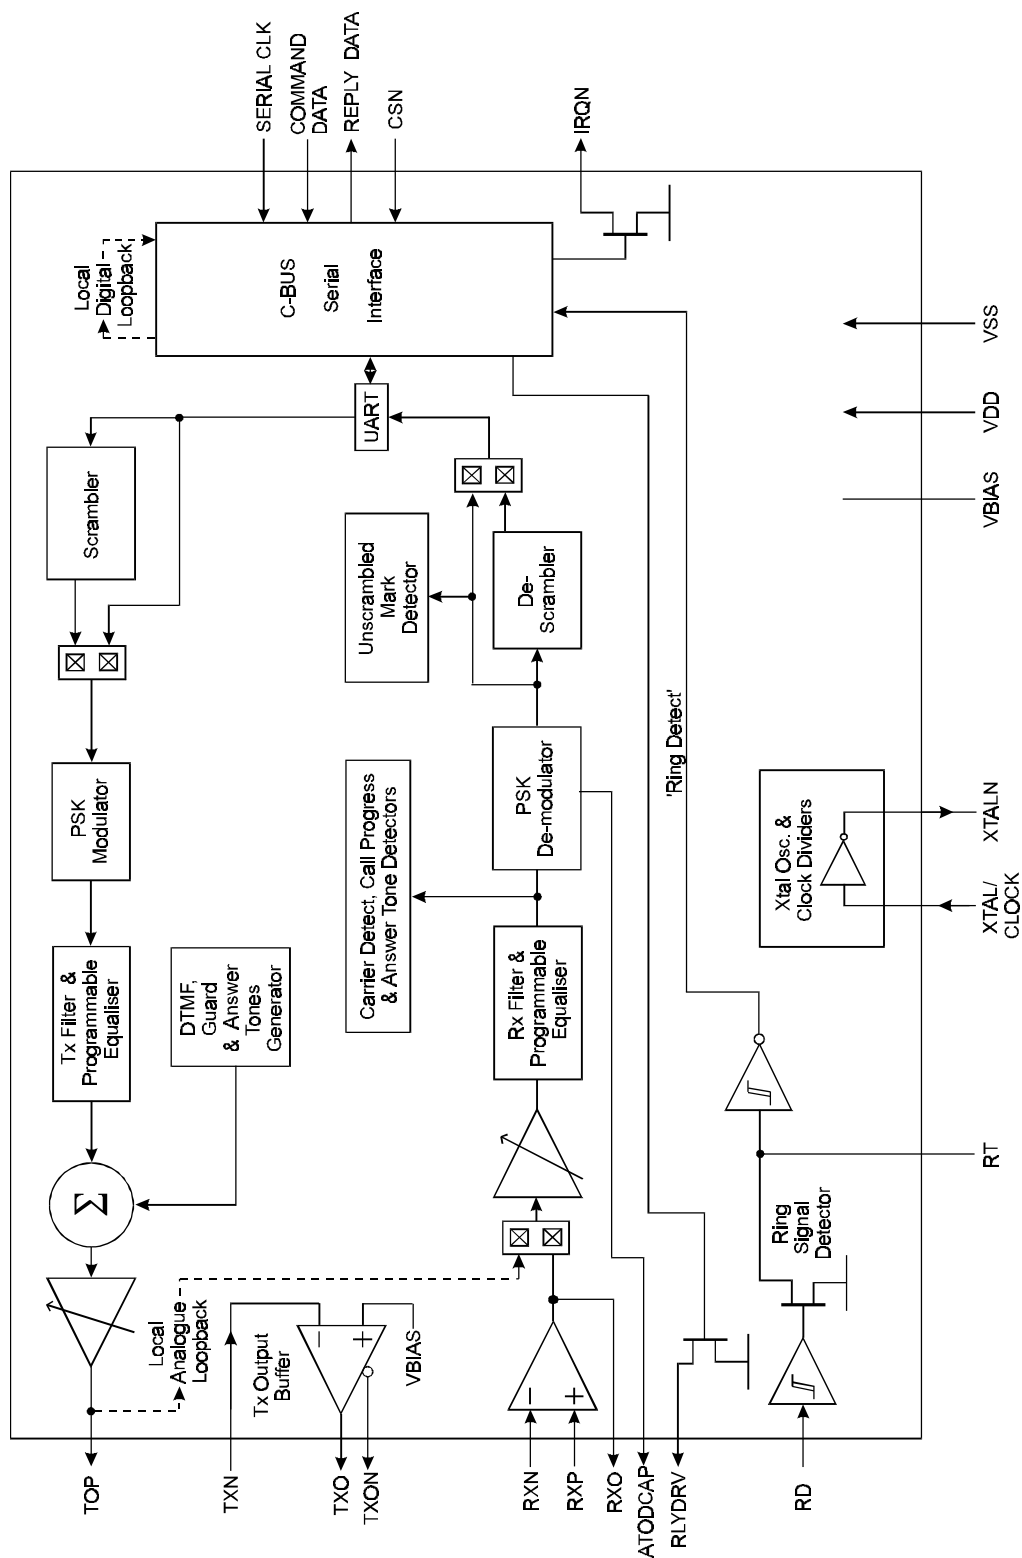 SERIAL CLK
COMMAND
DATA
REPLY DATA
CSN
IRQN
Local
Digital
Loopback
C-BUS
Serial
Interface
UART
Scrambler
Unscrambled
Mark
Detector
De-
Scrambler
PSK
Modulator
PSK
De-modulator
Carrier Detect, Call Progress
& Answer Tone Detectors
'Ring Detect'
Tx Filter &
Programmable
Equaliser
DTMF,
Guard
& Answer
Tones
Generator
Rx Filter &
Programmable
Equaliser
Xtal Osc. &
Clock Dividers
Σ
Local
Analogue
Loopback
Tx Output
Buffer
−
+
VBIAS
−
+
Ring
Signal
Detector
VSS
VDD
VBIAS
XTALN
XTAL/
CLOCK
RT
TOP
TXN
TXO
TXON
RXN
RXP
RXO
ATODCAP
RLYDRV
RD